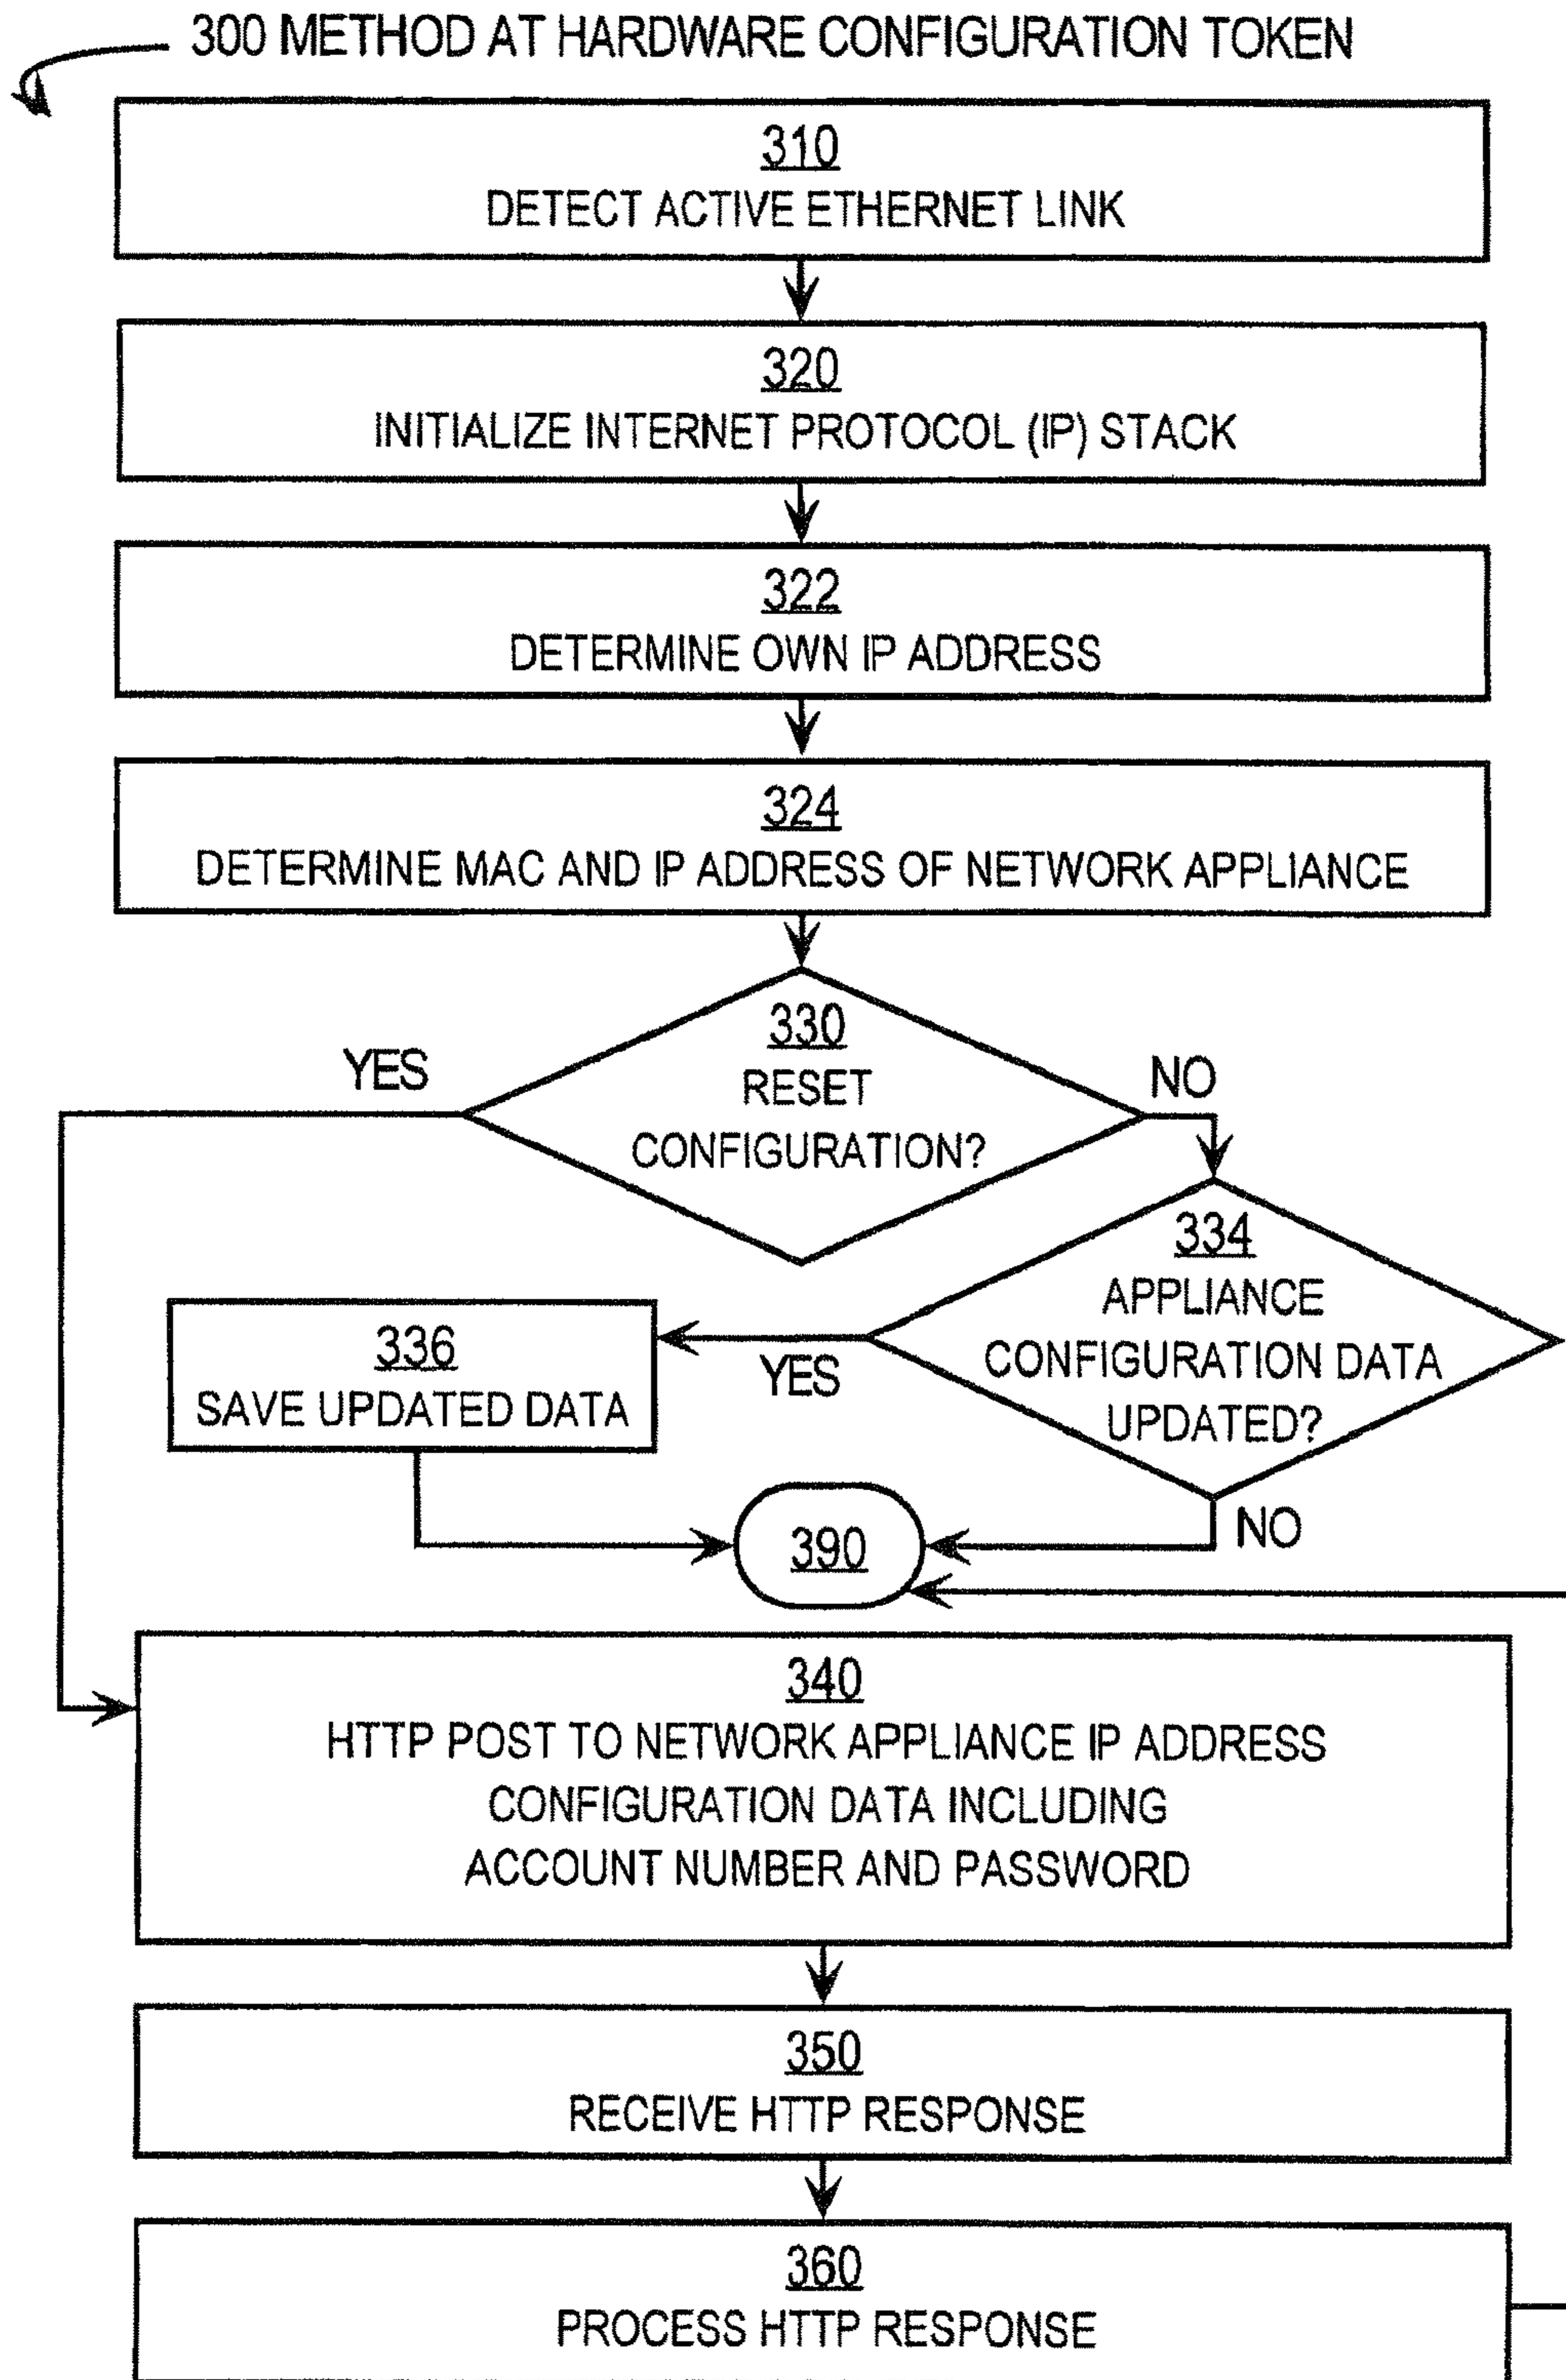 300 METHOD AT HARDWARE CONFIGURATION TOKEN
310
DETECT ACTIVE ETHERNET LINK
320
INITIALIZE INTERNET PROTOCOL (IP) STACK
322
DETERMINE OWN IP ADDRESS
324
DETERMINE MAC AND IP ADDRESS OF NETWORK APPLIANCE
330
RESET
CONFIGURATION?
YES
NO
334
APPLIANCE
CONFIGURATION DATA
UPDATED?
YES
336
SAVE UPDATED DATA
NO
390
340
HTTP POST TO NETWORK APPLIANCE IP ADDRESS
CONFIGURATION DATA INCLUDING
ACCOUNT NUMBER AND PASSWORD
350
RECEIVE HTTP RESPONSE
360
PROCESS HTTP RESPONSE